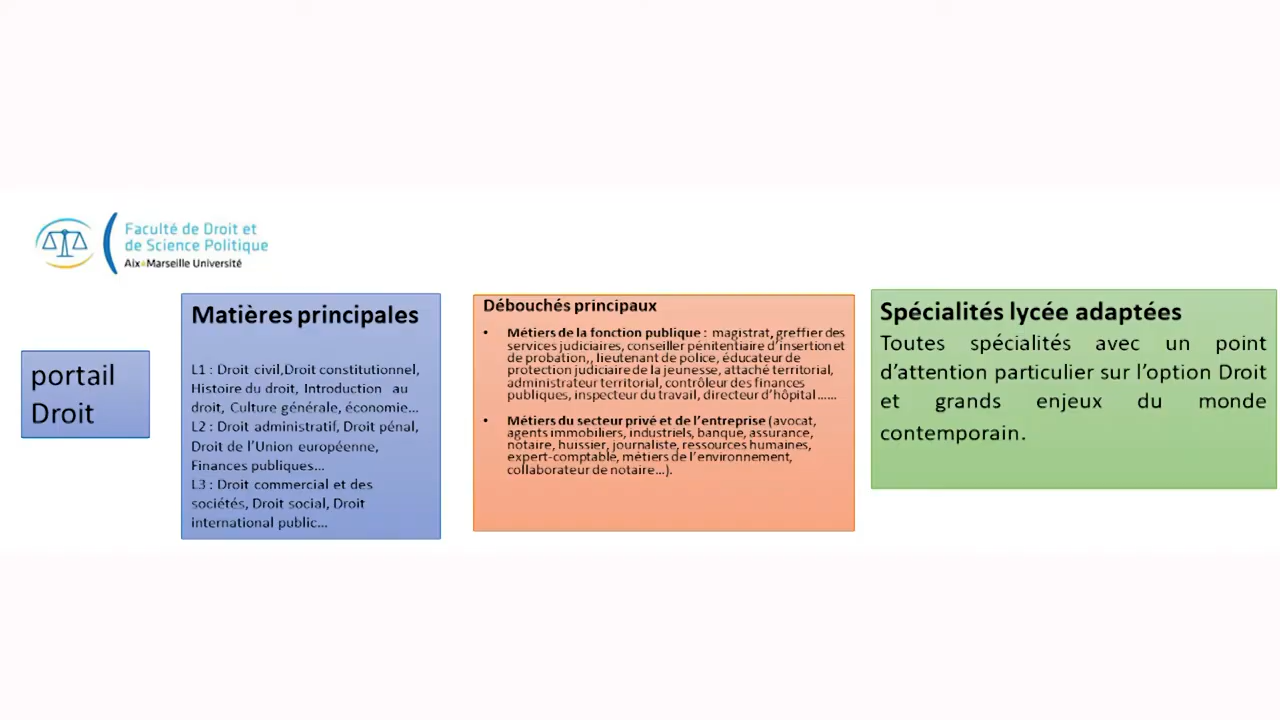 Faculté de Droit et
de Science Politique
Aix•Marseille Université
portail
Droit
Matières principales
L1 : Droit civil,Droit constitutionnel,
Histoire du droit, Introduction au
droit, Culture générale, économie...
L2 : Droit administratif, Droit pénal,
Droit de l'Union européenne,
Finances publiques...
L3 : Droit commercial et des
sociétés, Droit social, Droit
international public...
Débouchés principaux
• Métiers de la fonction publique : magistrat, greffier des
services judiciaires, conseiller pénitentiaire d'insertion et
de probation,, lieutenant de police, éducateur de
protection judiciaire de la jeunesse, attaché territorial,
administrateur territorial, contrôleur des finances
publiques, inspecteur du travail, directeur d'hôpital ......
• Métiers du secteur privé et de l'entreprise (avocat,
agents immobiliers, industriels, banque, assurance,
notaire, huissier, journaliste, ressources humaines,
expert-comptable, métiers de l'environnement,
collaborateur de notaire...).
Spécialités lycée adaptées
Toutes spécialités avec un point
d'attention particulier sur l'option Droit
et grands enjeux du monde
contemporain.